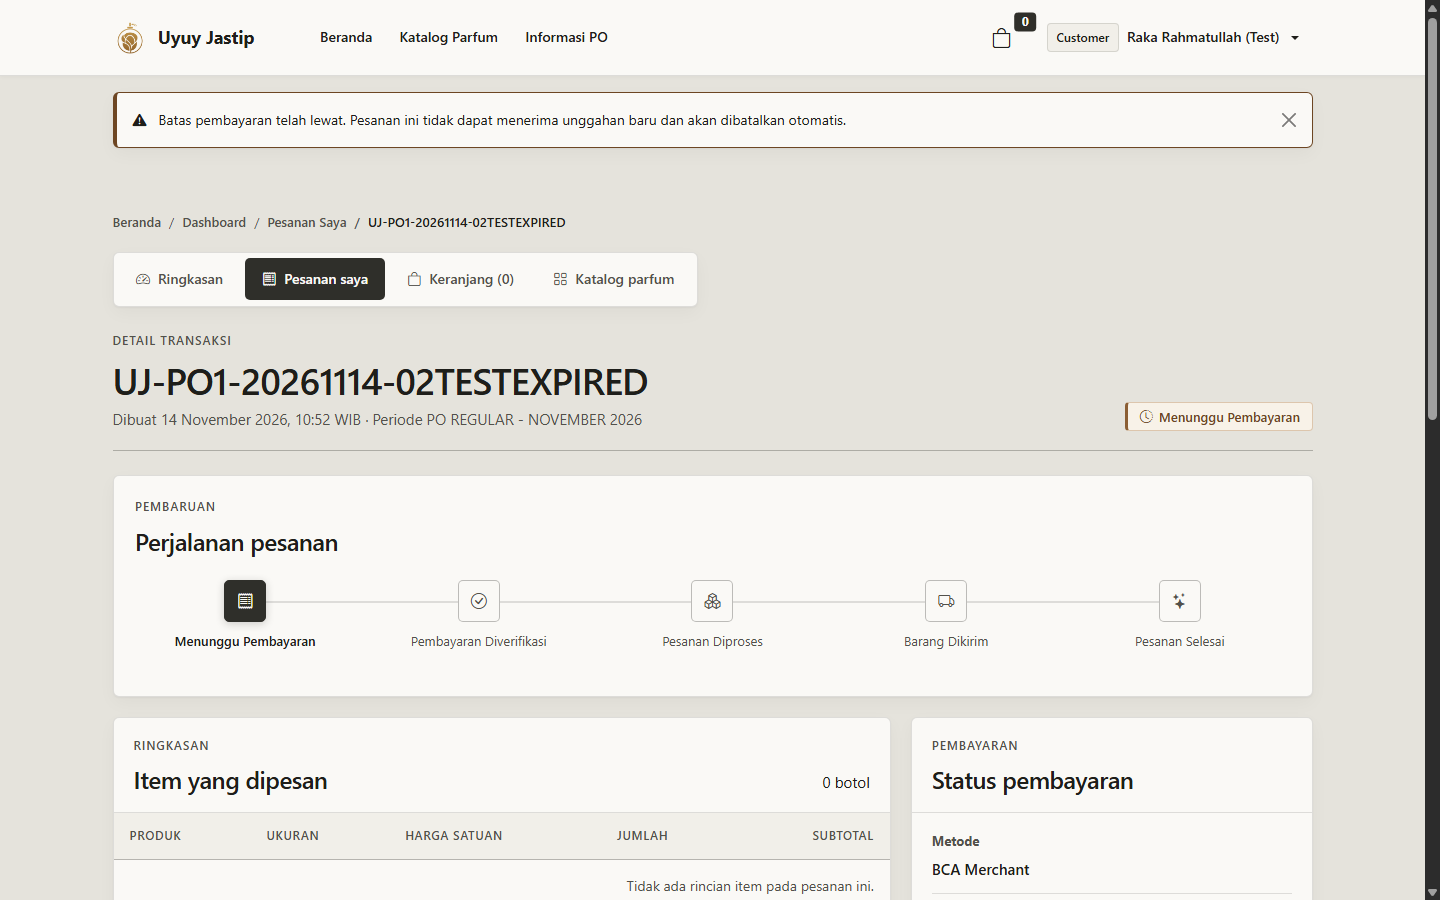 Uyuy Jastip
Beranda
Katalog Parfum
Informasi PO
0
Customer
Raka Rahmatullah (Test)
Batas pembayaran telah lewat. Pesanan ini tidak dapat menerima unggahan baru dan akan dibatalkan otomatis.
Beranda / Dashboard / Pesanan Saya / UJ-PO1-20261114-02TESTEXPIRED
Ringkasan
Pesanan saya
Keranjang (0)
Katalog parfum
DETAIL TRANSAKSI
UJ-PO1-20261114-02TESTEXPIRED
Dibuat 14 November 2026, 10:52 WIB · Periode PO REGULAR - NOVEMBER 2026
Menunggu Pembayaran
PEMBARUAN
Perjalanan pesanan
Menunggu Pembayaran
Pembayaran Diverifikasi
Pesanan Diproses
Barang Dikirim
Pesanan Selesai
RINGKASAN
Item yang dipesan
0 botol
PRODUK UKURAN HARGA SATUAN JUMLAH SUBTOTAL
Tidak ada rincian item pada pesanan ini.
PEMBAYARAN
Status pembayaran
Metode
BCA Merchant